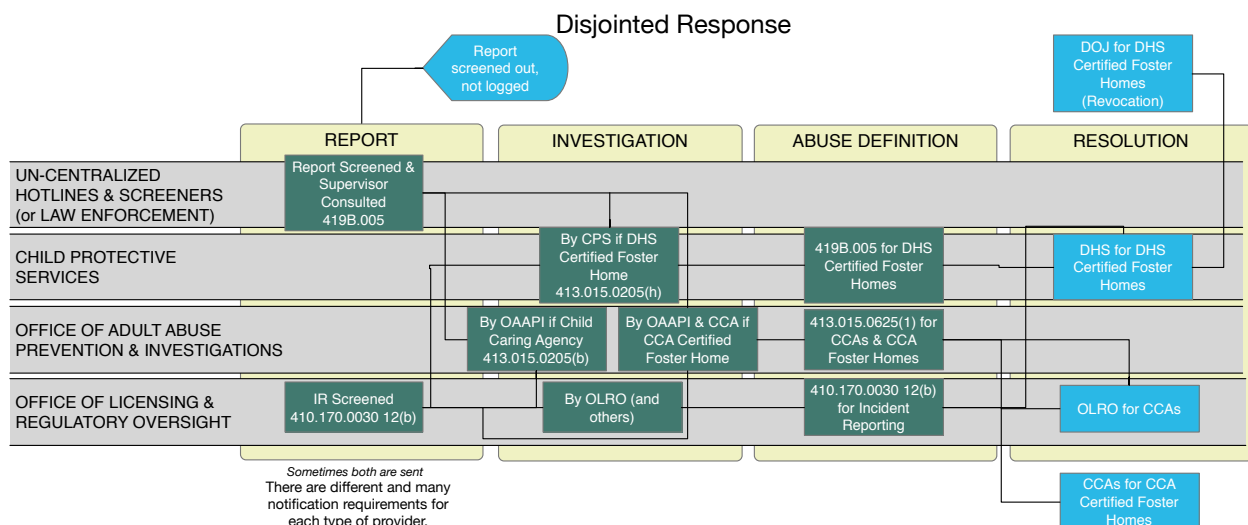 Disjointed Response
Report
screened out,
not logged
DOJ for DHS
Certified Foster
Homes
(Revocation)
REPORT
INVESTIGATION
ABUSE DEFINITION
RESOLUTION
UN-CENTRALIZED
HOTLINES & SCREENERS
(or LAW ENFORCEMENT)
Report Screened &
Supervisor
Consulted
419B.005
CHILD PROTECTIVE
SERVICES
By CPS if DHS
Certified Foster
Home
413.015.0205(h)
419B.005 for DHS
Certified Foster
Homes
DHS for DHS
Certified Foster
Homes
OFFICE OF ADULT ABUSE
PREVENTION & INVESTIGATIONS
By OAAPI if Child
Caring Agency
413.015.0205(b)
By OAAPI & CCA if
CCA Certified
Foster Home
413.015.0625(1) for
CCAs & CCA
Foster Homes
OFFICE OF LICENSING &
REGULATORY OVERSIGHT
IR Screened
410.170.0030 12(b)
By OLRO (and
others)
410.170.0030 12(b)
for Incident
Reporting
OLRO for CCAs
Sometimes both are sent
There are different and many
notification requirements for
each type of provider.
CCAs for CCA
Certified Foster
Homes